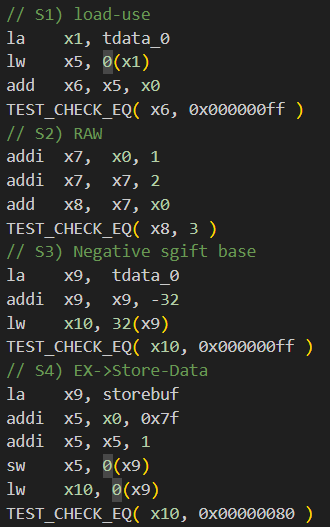 // S1) load-use
la    x1, tdata_0
lw    x5, 0(x1)
add   x6, x5, x0
TEST_CHECK_EQ( x6, 0x000000ff )
// S2) RAW
addi  x7,  x0, 1
addi  x7,  x7, 2
add   x8,  x7, x0
TEST_CHECK_EQ( x8, 3 )
// S3) Negative sgift base
la    x9,  tdata_0
addi  x9,  x9, -32
lw    x10, 32(x9)
TEST_CHECK_EQ( x10, 0x000000ff )
// S4) EX->Store-Data
la    x9, storebuf
addi  x5, x0, 0x7f
addi  x5, x5, 1
sw    x5, 0(x9)
lw    x10, 0(x9)
TEST_CHECK_EQ( x10, 0x00000080 )